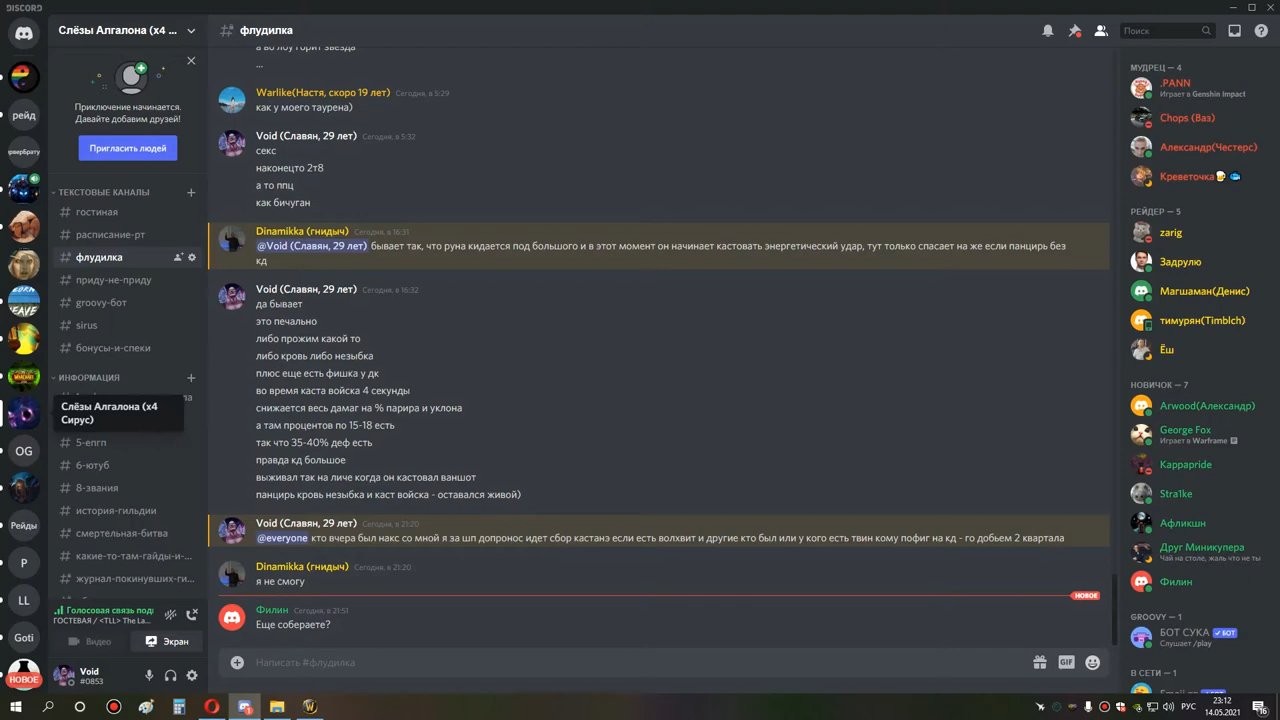 DISCORD
Слёзы Алгалона (x4 ...
флудилка
Поиск
Приключение начинается.
Давайте добавим друзей!
Пригласить людей
рейд
Рейды
OG
P
LL
Goti
НОВОЕ
ТЕКСТОВЫЕ КАНАЛЫ
гостиная
расписание-рт
флудилка
приду-не-приду
groovy-бот
sirus
бонусы-и-спеки
ИНФОРМАЦИЯ
Слёзы Алгалона (x4
Сирус)
5-епгп
6-ютуб
8-звания
история-гильдии
смертельная-битва
какие-то-там-гайды-и-...
журнал-покинувших-ги...
Голосовая связь подк
ГОСТЕВАЯ / <TLL> The La...
Видео
Экран
Void
#0853
а во лоу горит звезда
...
Warlike(Настя, скоро 19 лет) Сегодня, в 5:29
как у моего таурена)
Void (Славян, 29 лет) Сегодня, в 5:32
секс
наконецто 2т8
а то ппц
как бичуган
Dinamikka (гнидыч) Сегодня, в 16:31
@Void (Славян, 29 лет) бывает так, что руна кидается под большого и в этот момент он начинает кастовать энергетический удар, тут только спасает на же если панцирь без
кд
Void (Славян, 29 лет) Сегодня, в 16:32
да бывает
это печально
либо прожим какой то
либо кровь либо незыбка
плюс еще есть фишка у дк
во время каста войска 4 секунды
снижается весь дамаг на % парира и уклона
а там процентов по 15-18 есть
так что 35-40% деф есть
правда кд большое
выживал так на личе когда он кастовал ваншот
панцирь кровь незыбка и каст войска - оставался живой)
Void (Славян, 29 лет) Сегодня, в 21:20
@everyone кто вчера был накс со мной я за шп допронос идет сбор кастанэ если есть волхвит и другие кто был или у кого есть твин кому пофиг на кд - го добьем 2 квартала
Dinamikka (гнидыч) Сегодня, в 21:20
я не смогу
НОВОЕ
Филин Сегодня, в 21:51
Еще собераете?
Написать #флудилка
GIF
МУДРЕЦ — 4
.PANN
Играет в Genshin Impact
Chops (Ваз)
Александр(Честерс)
Креветочка
РЕЙДЕР — 5
zarig
Задрулю
Магшаман(Денис)
тимурян(Timblch)
Ёш
НОВИЧОК — 7
Arwood(Александр)
George Fox
Играет в Warframe
Kappapride
Stra1ke
Афликшн
Друг Миникупера
Чай на столе, жаль что не ты
Филин
GROOVY — 1
БОТ СУКА БОТ
Слушает /play
В СЕТИ — 1
РУС
23:12
14.05.2021
16